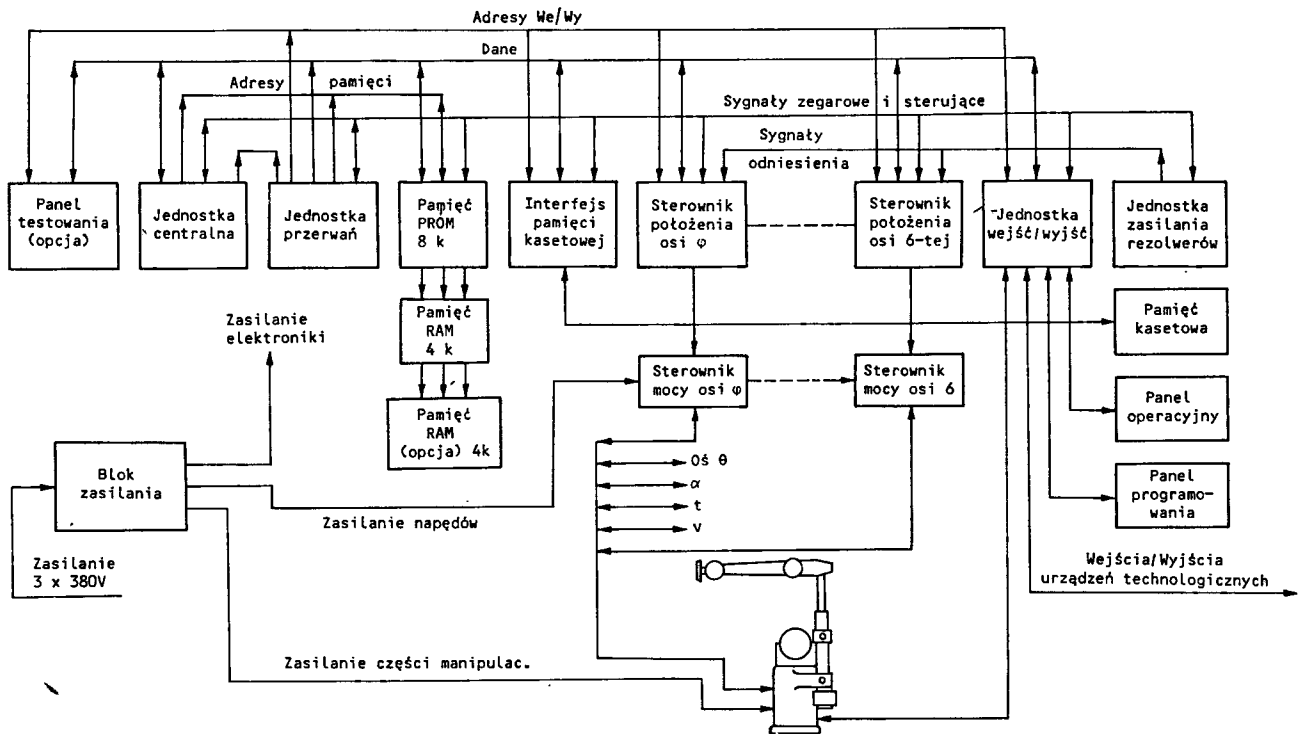 Adresy We/Wy
Dane
Adresy pamięci
Sygnały zegarowe i sterujące
Sygnały
odniesienia
Panel
testowania
(opcja)
Jednostka
centralna
Jednostka
przerwań
Pamięć
PROM
8 k
Interfejs
pamięci
kasetowej
Sterownik
położenia
osi φ
Sterownik
położenia
osi 6-tej
Jednostka
wejść/wyjść
Jednostka
zasilania
rezolwerów
Pamięć
RAM
4 k
Pamięć
RAM
(opcja) 4k
Zasilanie
elektroniki
Sterownik
mocy osi φ
Sterownik
mocy osi 6
Pamięć
kasetowa
Panel
operacyjny
Panel
programo-
wania
Oś θ
α
t
v
Blok
zasilania
Zasilanie napędów
Zasilanie
3 x 380V
Wejścia/Wyjścia
urządzeń technologicznych
Zasilanie części manipulac.